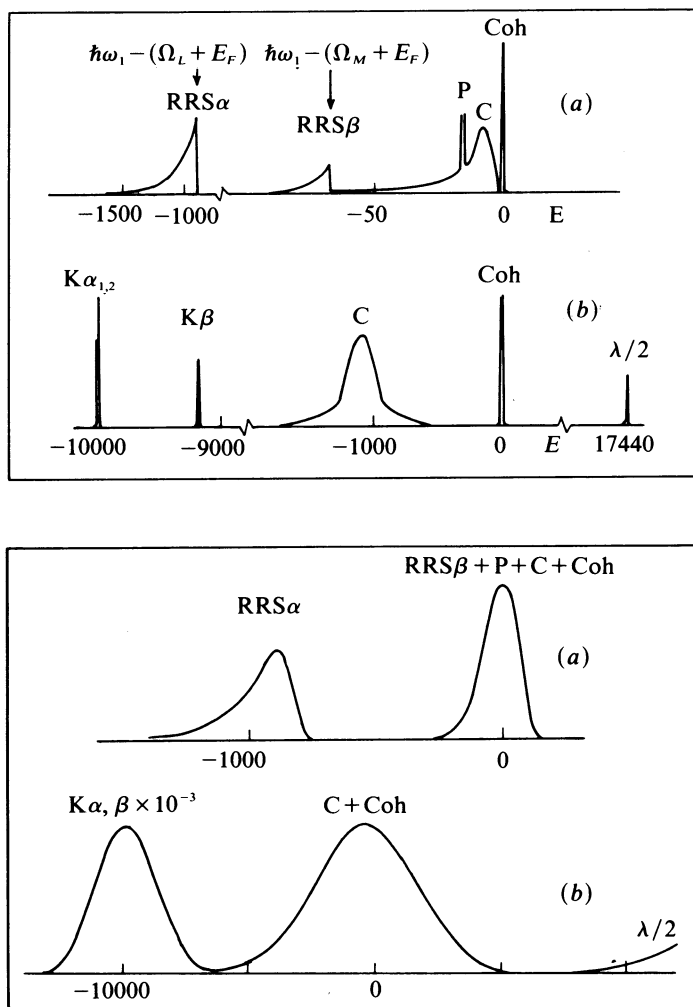 ħω₁−(Ω_L + E_F) ħω₁−(Ω_M + E_F) Coh
RRSα P (a)
RRSβ C
−1500 −1000 −50 0 E
Kα₁,₂ Coh
Kβ C (b)
λ/2
−10000 −9000 −1000 0 E 17440
RRSβ + P + C + Coh
RRSα
(a)
−1000 0
Kα, β × 10⁻³ C + Coh
(b)
λ/2
−10000 0